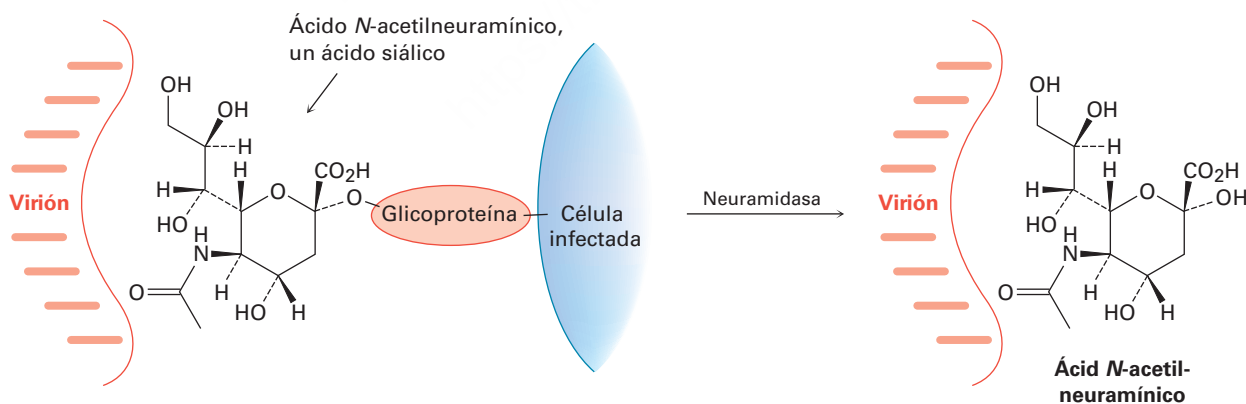 Ácido N-acetilneuramínico,
un ácido siálico
OH
OH
H
H
H
HO
O
CO2H
O
Virión
Glicoproteína
Célula
infectada
H
N
H
HO
H
O
Neuramidasa
OH
OH
H
H
H
HO
O
CO2H
OH
Virión
H
N
H
HO
H
O
Ácid N-acetil-
neuramínico